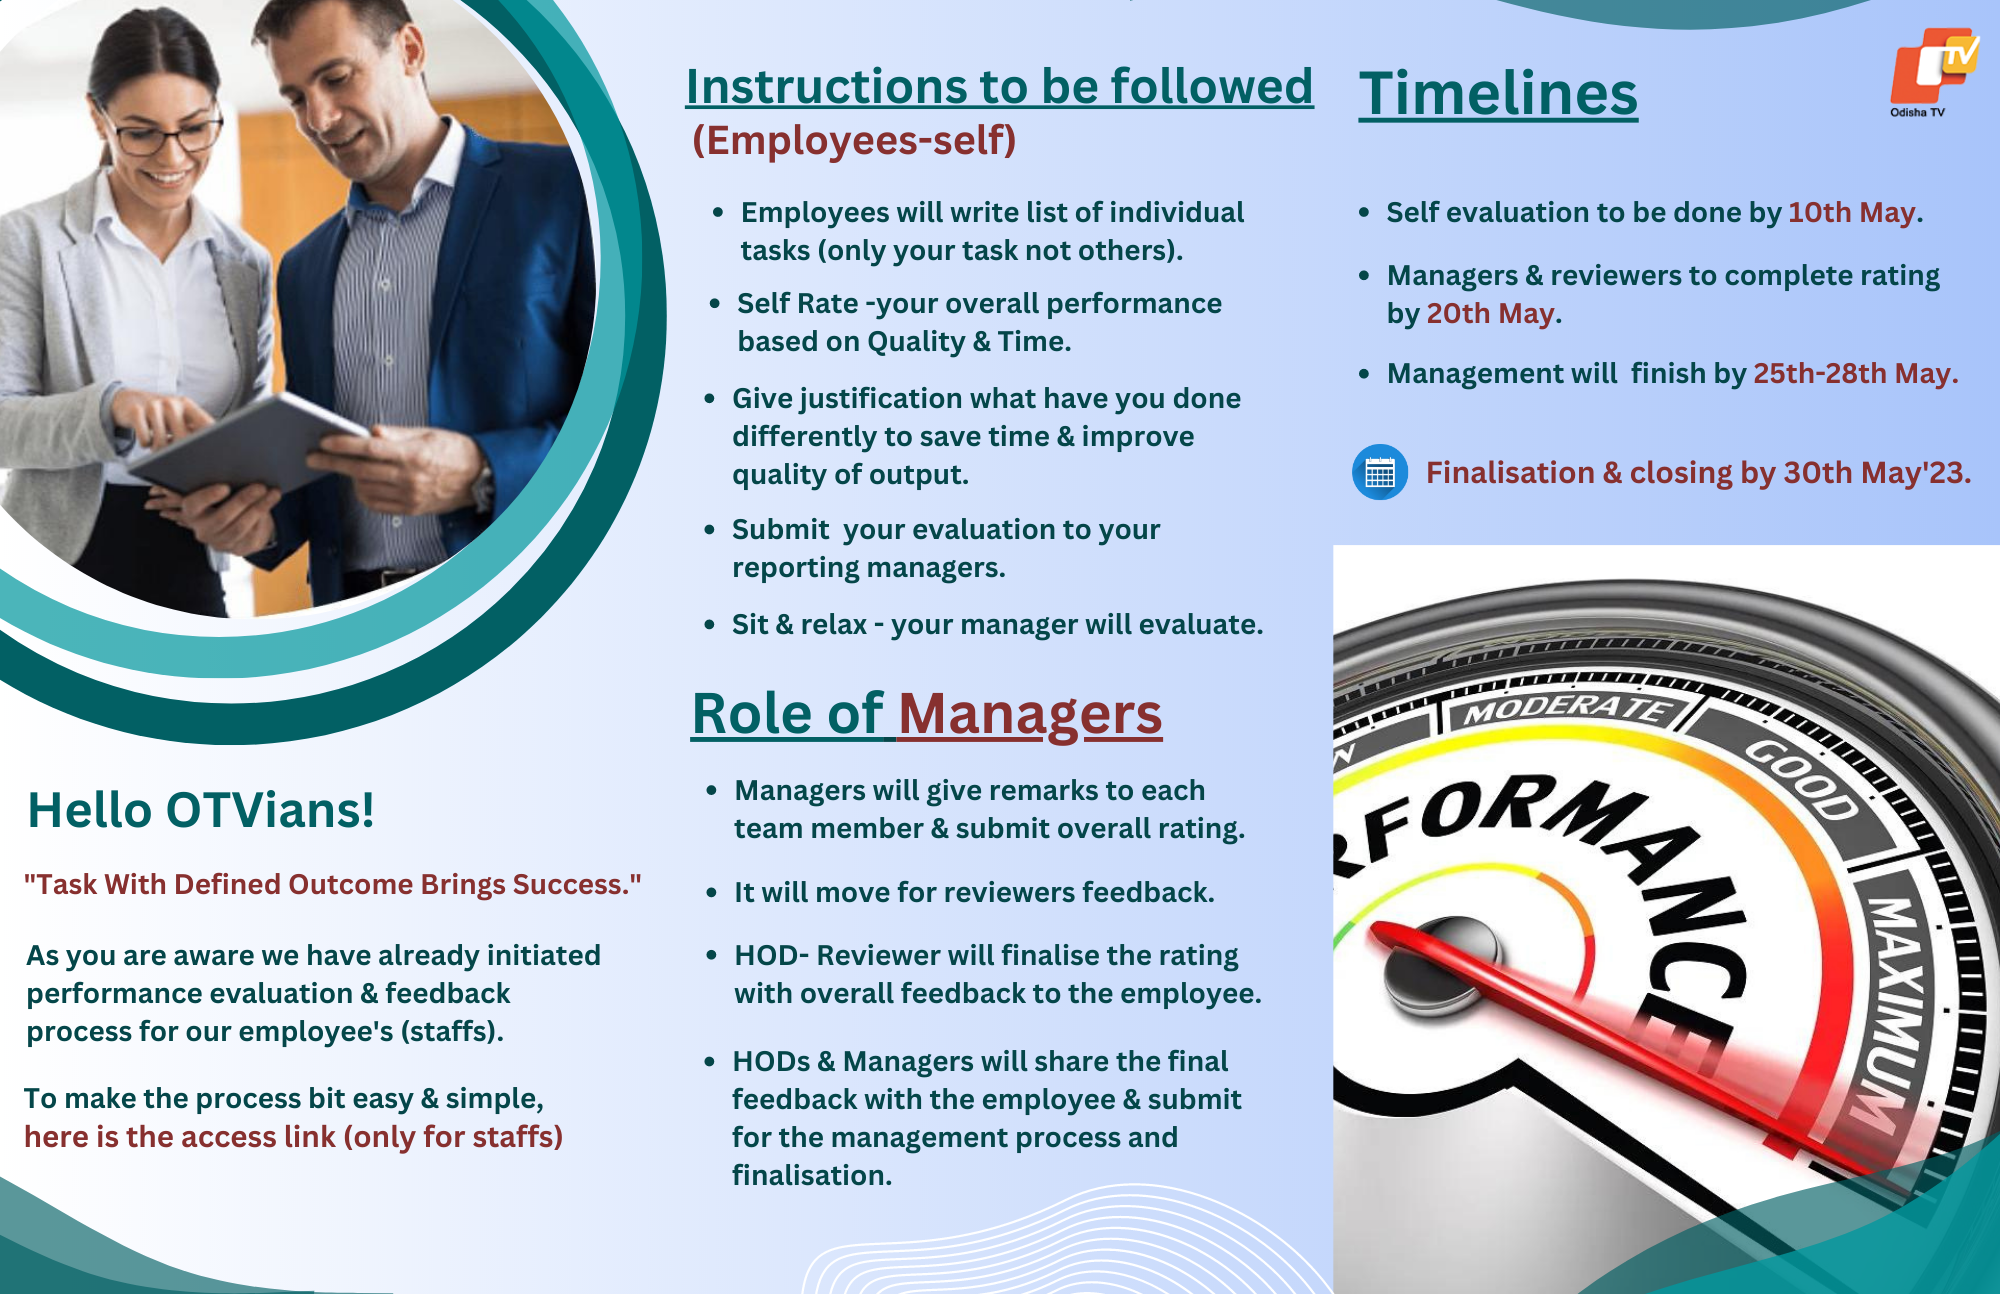 Hello OTVians!
"Task With Defined Outcome Brings Success."
As you are aware we have already initiated
performance evaluation & feedback
process for our employee's (staffs).
To make the process bit easy & simple,
here is the access link (only for staffs)
Instructions to be followed
(Employees-self)
• Employees will write list of individual
tasks (only your task not others).
• Self Rate -your overall performance
based on Quality & Time.
• Give justification what have you done
differently to save time & improve
quality of output.
• Submit  your evaluation to your
reporting managers.
• Sit & relax - your manager will evaluate.
Role of Managers
• Managers will give remarks to each
team member & submit overall rating.
• It will move for reviewers feedback.
• HOD- Reviewer will finalise the rating
with overall feedback to the employee.
• HODs & Managers will share the final
feedback with the employee & submit
for the management process and
finalisation.
Timelines
TV
Odisha TV
• Self evaluation to be done by 10th May.
• Managers & reviewers to complete rating
by 20th May.
• Management will  finish by 25th-28th May.
Finalisation & closing by 30th May'23.
MODERATE
GOOD
MAXIMUM
RFORMANCE